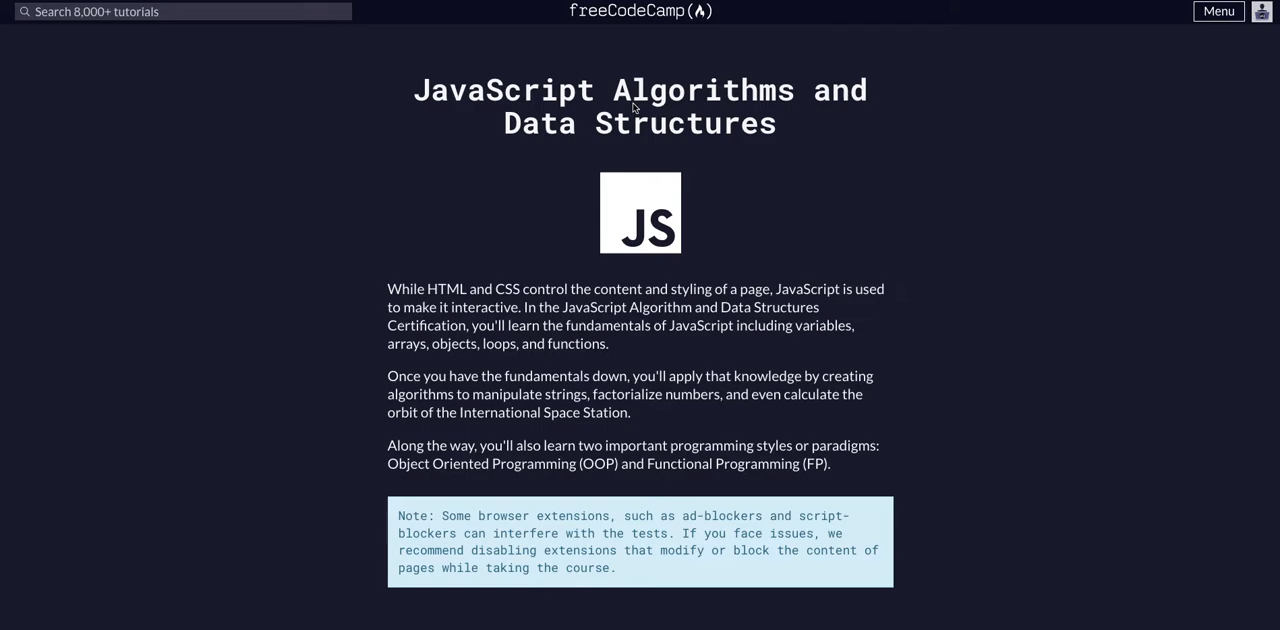 Search 8,000+ tutorials
freeCodeCamp
Menu
JavaScript Algorithms and
Data Structures
JS
While HTML and CSS control the content and styling of a page, JavaScript is used
to make it interactive. In the JavaScript Algorithm and Data Structures
Certification, you'll learn the fundamentals of JavaScript including variables,
arrays, objects, loops, and functions.
Once you have the fundamentals down, you'll apply that knowledge by creating
algorithms to manipulate strings, factorialize numbers, and even calculate the
orbit of the International Space Station.
Along the way, you'll also learn two important programming styles or paradigms:
Object Oriented Programming (OOP) and Functional Programming (FP).
Note: Some browser extensions, such as ad-blockers and script-
blockers can interfere with the tests. If you face issues, we
recommend disabling extensions that modify or block the content of
pages while taking the course.